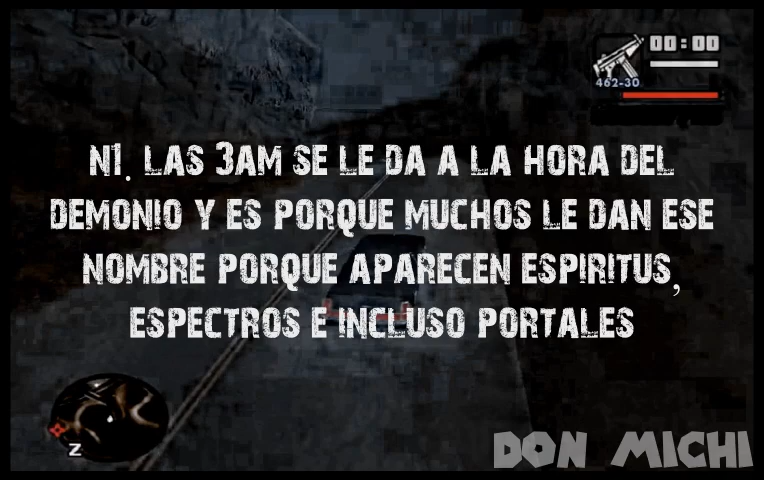 00:00
462-30
N1. LAS 3AM SE LE DA A LA HORA DEL
DEMONIO Y ES PORQUE MUCHOS LE DAN ESE
NOMBRE PORQUE APARECEN ESPIRITUS,
ESPECTROS E INCLUSO PORTALES
Z
DON MICHI